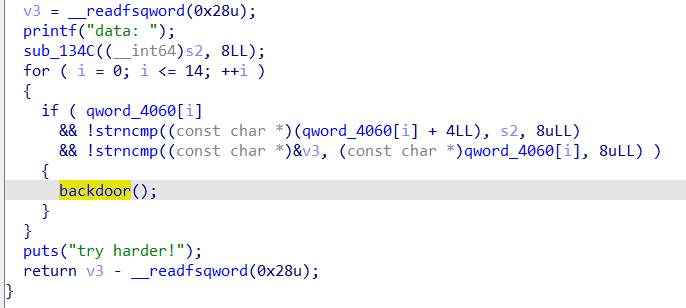 v3 = __readfsqword(0x28u);
printf("data: ");
sub_134C((__int64)s2, 8LL);
for ( i = 0; i <= 14; ++i )
{
if ( qword_4060[i]
&& !strncmp((const char *)(qword_4060[i] + 4LL), s2, 8uLL)
&& !strncmp((const char *)&v3, (const char *)qword_4060[i], 8uLL) )
{
backdoor();
}
}
puts("try harder!");
return v3 - __readfsqword(0x28u);
}